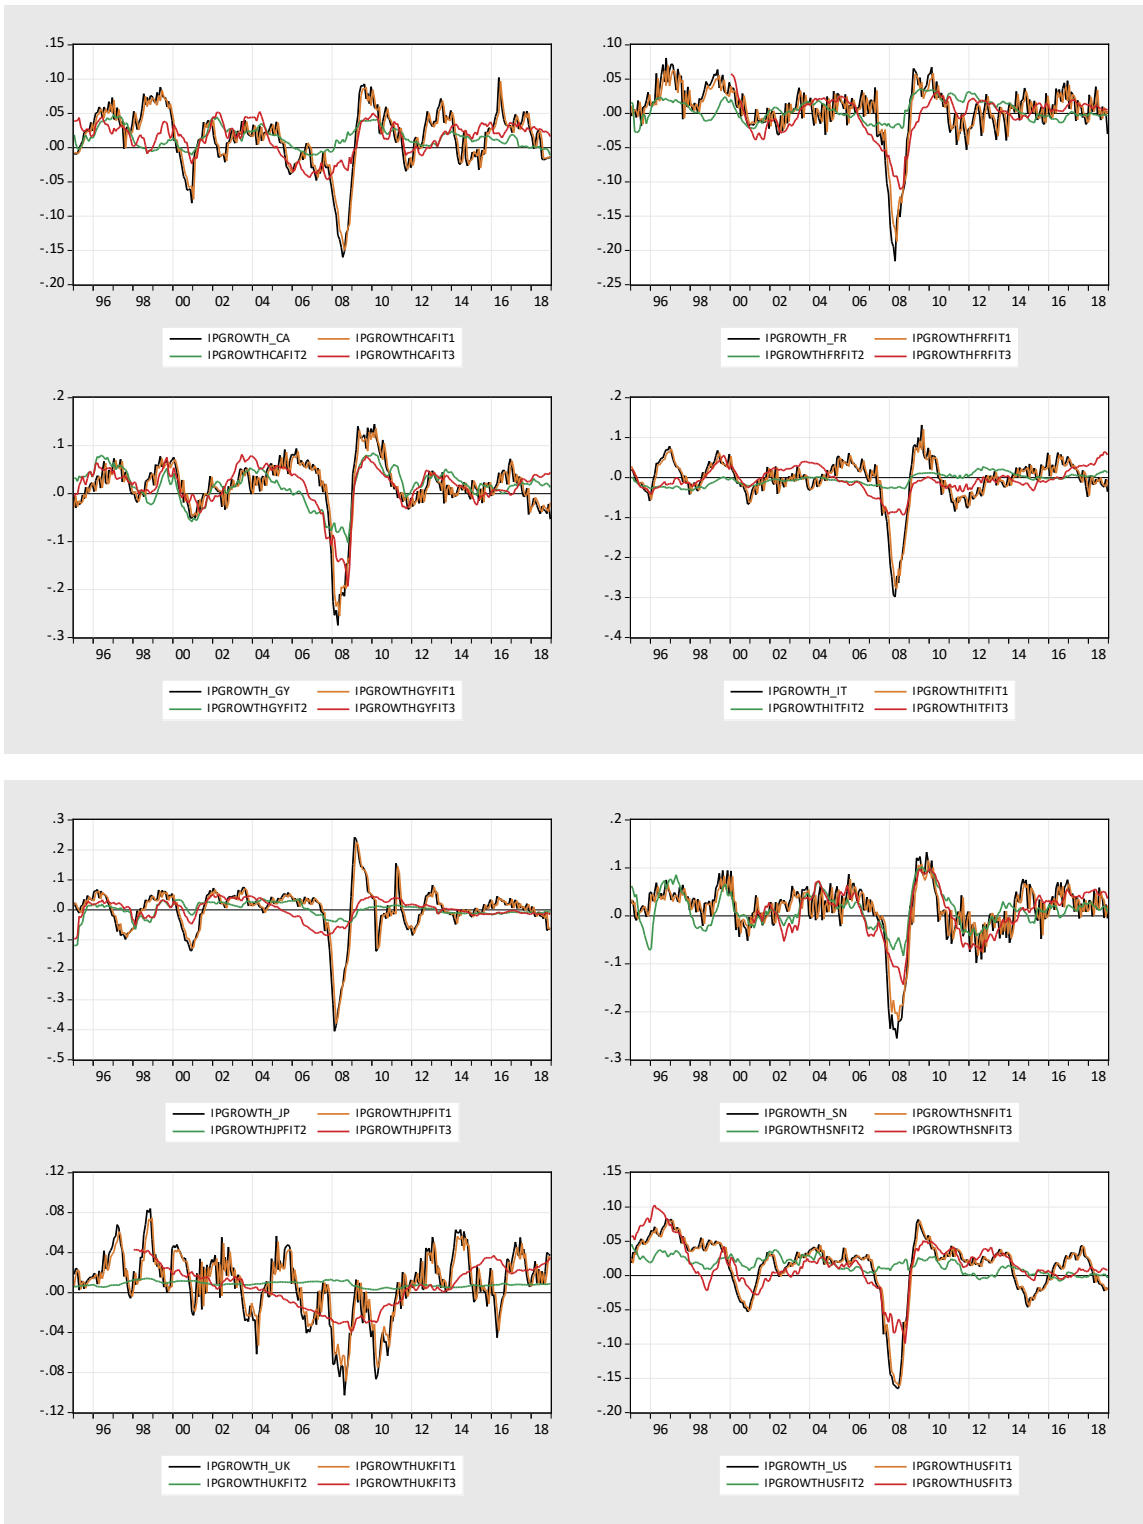 .15
.10
.05
.00
-.05
-.10
-.15
-.20
96 98 00 02 04 06 08 10 12 14 16 18
IPGROWTH_CA IPGROWTHCAFIT1
IPGROWTHCAFIT2 IPGROWTHCAFIT3
.10
.05
.00
-.05
-.10
-.15
-.20
-.25
96 98 00 02 04 06 08 10 12 14 16 18
IPGROWTH_FR IPGROWTHFRFIT1
IPGROWTHFRFIT2 IPGROWTHFRFIT3
.2
.1
.0
-.1
-.2
-.3
96 98 00 02 04 06 08 10 12 14 16 18
IPGROWTH_GY IPGROWTHGYFIT1
IPGROWTHGYFIT2 IPGROWTHGYFIT3
.2
.1
.0
-.1
-.2
-.3
-.4
96 98 00 02 04 06 08 10 12 14 16 18
IPGROWTH_IT IPGROWTHITFIT1
IPGROWTHITFIT2 IPGROWTHITFIT3
.3
.2
.1
.0
-.1
-.2
-.3
-.4
-.5
96 98 00 02 04 06 08 10 12 14 16 18
IPGROWTH_JP IPGROWTHJPFIT1
IPGROWTHJPFIT2 IPGROWTHJPFIT3
.2
.1
.0
-.1
-.2
-.3
96 98 00 02 04 06 08 10 12 14 16 18
IPGROWTH_SN IPGROWTHSNFIT1
IPGROWTHSNFIT2 IPGROWTHSNFIT3
.12
.08
.04
.00
-.04
-.08
-.12
96 98 00 02 04 06 08 10 12 14 16 18
IPGROWTH_UK IPGROWTHUKFIT1
IPGROWTHUKFIT2 IPGROWTHUKFIT3
.15
.10
.05
.00
-.05
-.10
-.15
-.20
96 98 00 02 04 06 08 10 12 14 16 18
IPGROWTH_US IPGROWTHUSFIT1
IPGROWTHUSFIT2 IPGROWTHUSFIT3